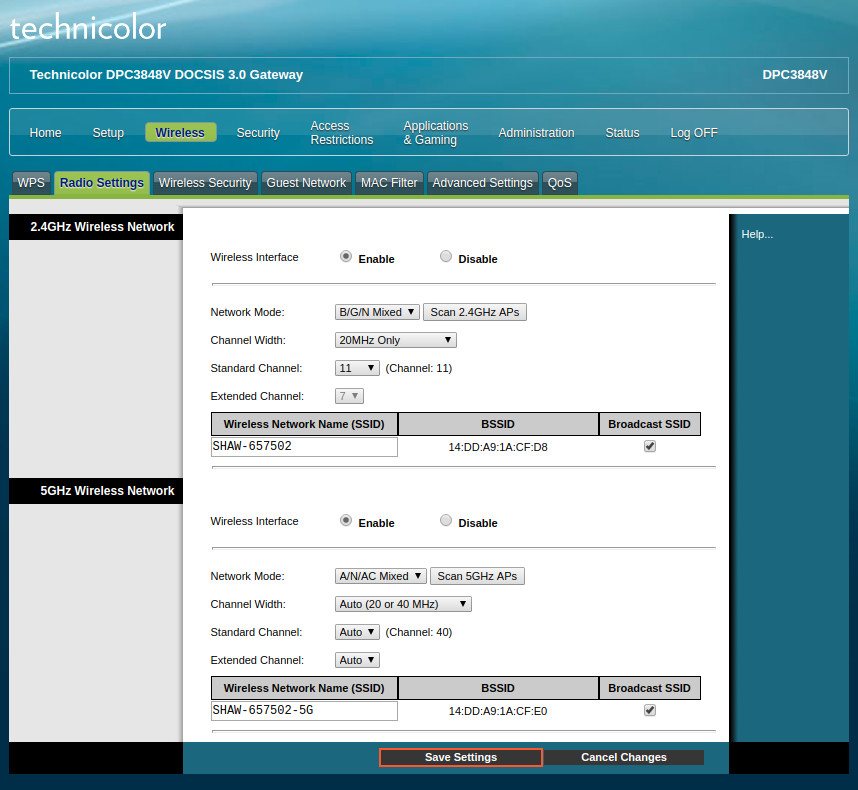 technicolor
Technicolor DPC3848V DOCSIS 3.0 Gateway DPC3848V
Home Setup Wireless Security Access Restrictions Applications & Gaming Administration Status Log OFF
WPS Radio Settings Wireless Security Guest Network MAC Filter Advanced Settings QoS
2.4GHz Wireless Network
Help...
Wireless Interface Enable Disable
Network Mode: B/G/N Mixed Scan 2.4GHz APs
Channel Width: 20MHz Only
Standard Channel: 11 (Channel: 11)
Extended Channel: 7
Wireless Network Name (SSID) BSSID Broadcast SSID
SHAW-657502 14:DD:A9:1A:CF:D8
5GHz Wireless Network
Wireless Interface Enable Disable
Network Mode: A/N/AC Mixed Scan 5GHz APs
Channel Width: Auto (20 or 40 MHz)
Standard Channel: Auto (Channel: 40)
Extended Channel: Auto
Wireless Network Name (SSID) BSSID Broadcast SSID
SHAW-657502-5G 14:DD:A9:1A:CF:E0
Save Settings Cancel Changes